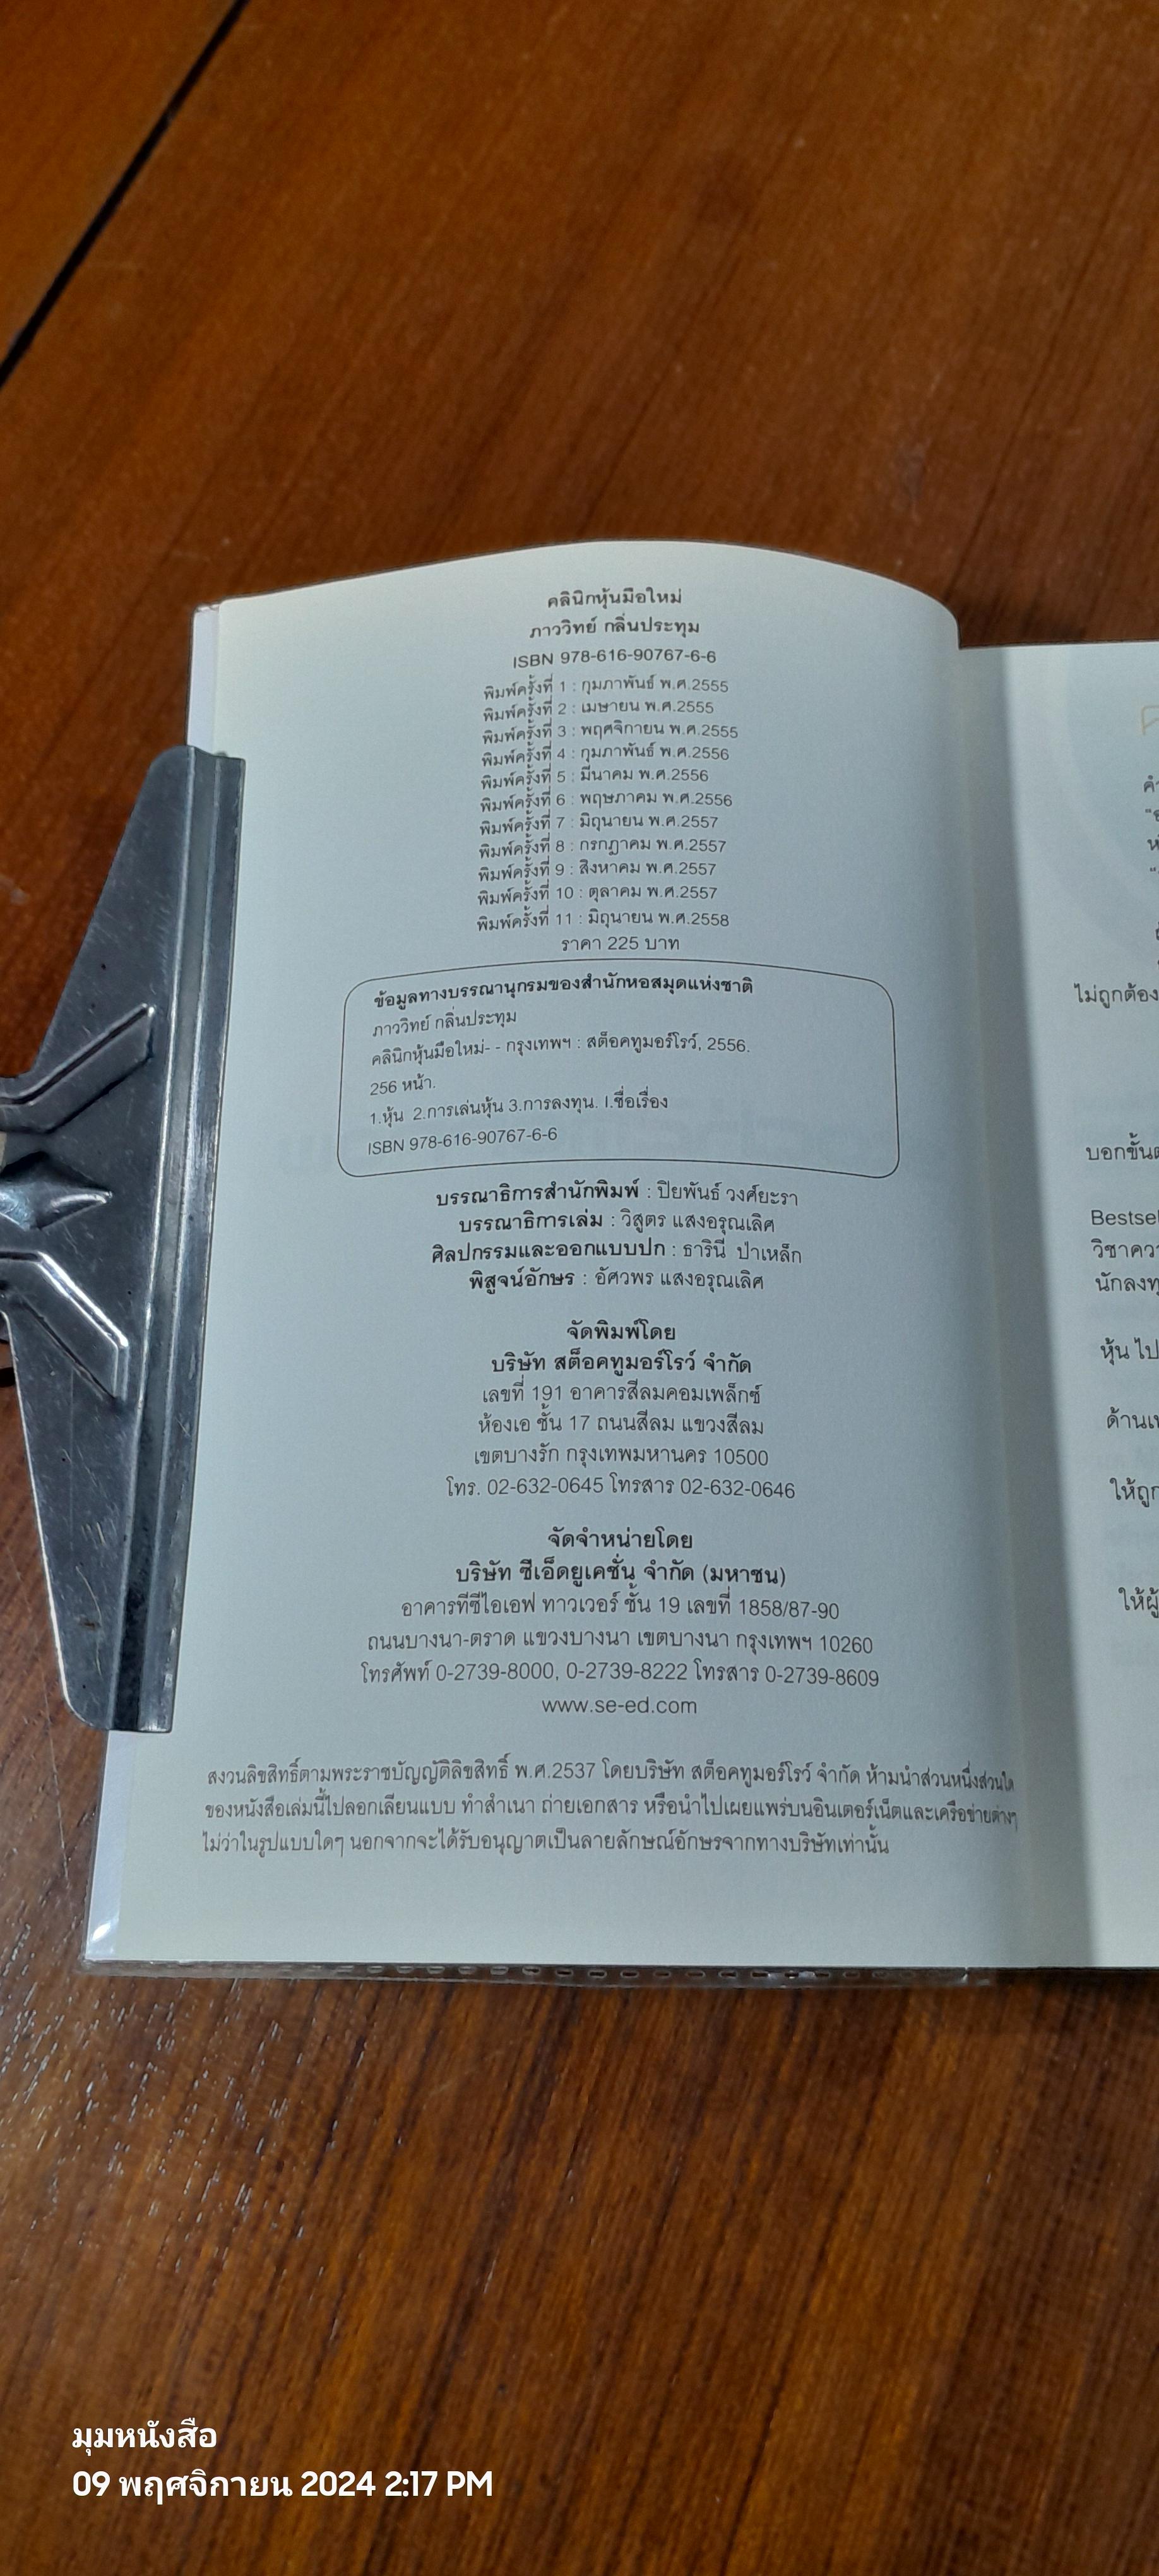 คลินิกหุ้นมือใหม่
ภาววิทย์ กลิ่นประทุม
ISBN 978-616-90767-6-6
พิมพ์ครั้งที่ 1 : กุมภาพันธ์ พ.ศ.2555
พิมพ์ครั้งที่ 2 : เมษายน พ.ศ.2555
พิมพ์ครั้งที่ 3 : พฤศจิกายน พ.ศ.2555
พิมพ์ครั้งที่ 4 : กุมภาพันธ์ พ.ศ.2556
พิมพ์ครั้งที่ 5 : มีนาคม พ.ศ.2556
พิมพ์ครั้งที่ 6 : พฤษภาคม พ.ศ.2556
พิมพ์ครั้งที่ 7 : มิถุนายน พ.ศ.2557
พิมพ์ครั้งที่ 8 : กรกฎาคม พ.ศ.2557
พิมพ์ครั้งที่ 9 : สิงหาคม พ.ศ.2557
พิมพ์ครั้งที่ 10 : ตุลาคม พ.ศ.2557
พิมพ์ครั้งที่ 11 : มิถุนายน พ.ศ.2558
ราคา 225 บาท
ข้อมูลทางบรรณานุกรมของสำนักหอสมุดแห่งชาติ
ภาววิทย์ กลิ่นประทุม
คลินิกหุ้นมือใหม่- - กรุงเทพฯ : สต็อคทูมอร์โรว์, 2556.
256 หน้า.
1.หุ้น 2.การเล่นหุ้น 3.การลงทุน. I.ชื่อเรื่อง
ISBN 978-616-90767-6-6
บรรณาธิการสำนักพิมพ์ : ปิยพันธ์ วงศ์ยะรา
บรรณาธิการเล่ม : วิสูตร แสงอรุณเลิศ
ศิลปกรรมและออกแบบปก : ธารินี ป่าเหล็ก
พิสูจน์อักษร : อัศวพร แสงอรุณเลิศ
จัดพิมพ์โดย
บริษัท สต็อคทูมอร์โรว์ จำกัด
เลขที่ 191 อาคารสีลมคอมเพล็กซ์
ห้องเอ ชั้น 17 ถนนสีลม แขวงสีลม
เขตบางรัก กรุงเทพมหานคร 10500
โทร. 02-632-0645 โทรสาร 02-632-0646
จัดจำหน่ายโดย
บริษัท ซีเอ็ดยูเคชั่น จำกัด (มหาชน)
อาคารทีซีไอเอฟ ทาวเวอร์ ชั้น 19 เลขที่ 1858/87-90
ถนนบางนา-ตราด แขวงบางนา เขตบางนา กรุงเทพฯ 10260
โทรศัพท์ 0-2739-8000, 0-2739-8222 โทรสาร 0-2739-8609
www.se-ed.com
สงวนลิขสิทธิ์ตามพระราชบัญญัติลิขสิทธิ์ พ.ศ.2537 โดยบริษัท สต็อคทูมอร์โรว์ จำกัด ห้ามนำส่วนหนึ่งส่วนใด
ของหนังสือเล่มนี้ไปลอกเลียนแบบ ทำสำเนา ถ่ายเอกสาร หรือนำไปเผยแพร่บนอินเตอร์เน็ตและเครือข่ายต่างๆ
ไม่ว่าในรูปแบบใดๆ นอกจากจะได้รับอนุญาตเป็นลายลักษณ์อักษรจากทางบริษัทเท่านั้น
ไม่ถูกต้อง
บอกขั้นต
Bestsel
วิชาควา
นักลงทุ
หุ้น ไป
ด้านเท
ให้ถูก
ให้ผู้
มุมหนังสือ
09 พฤศจิกายน 2024 2:17 PM